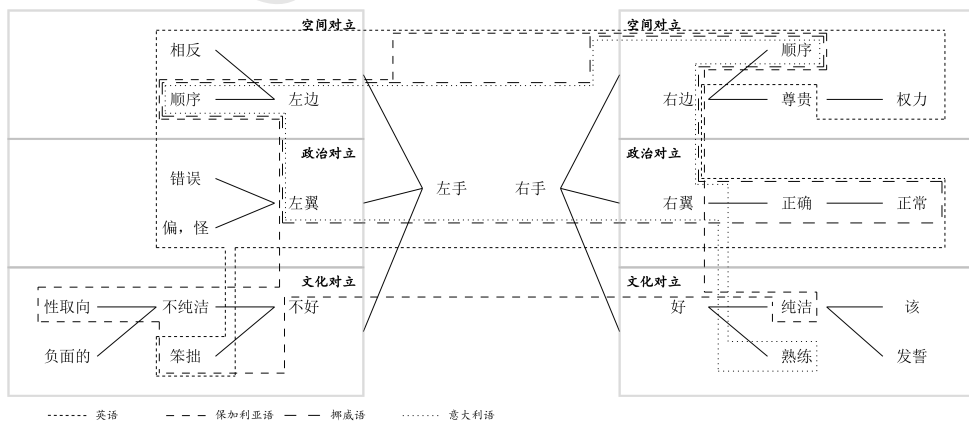 空间对立 空间对立
相反 顺序
顺序 左边 右边 尊贵 权力
政治对立 政治对立
错误
左手 右手
左翼 右翼 正确 正常
偏，怪
文化对立 文化对立
性取向 不纯洁 不好 好 纯洁 该
负面的 笨拙 熟练 发誓
英语 保加利亚语 挪威语 意大利语